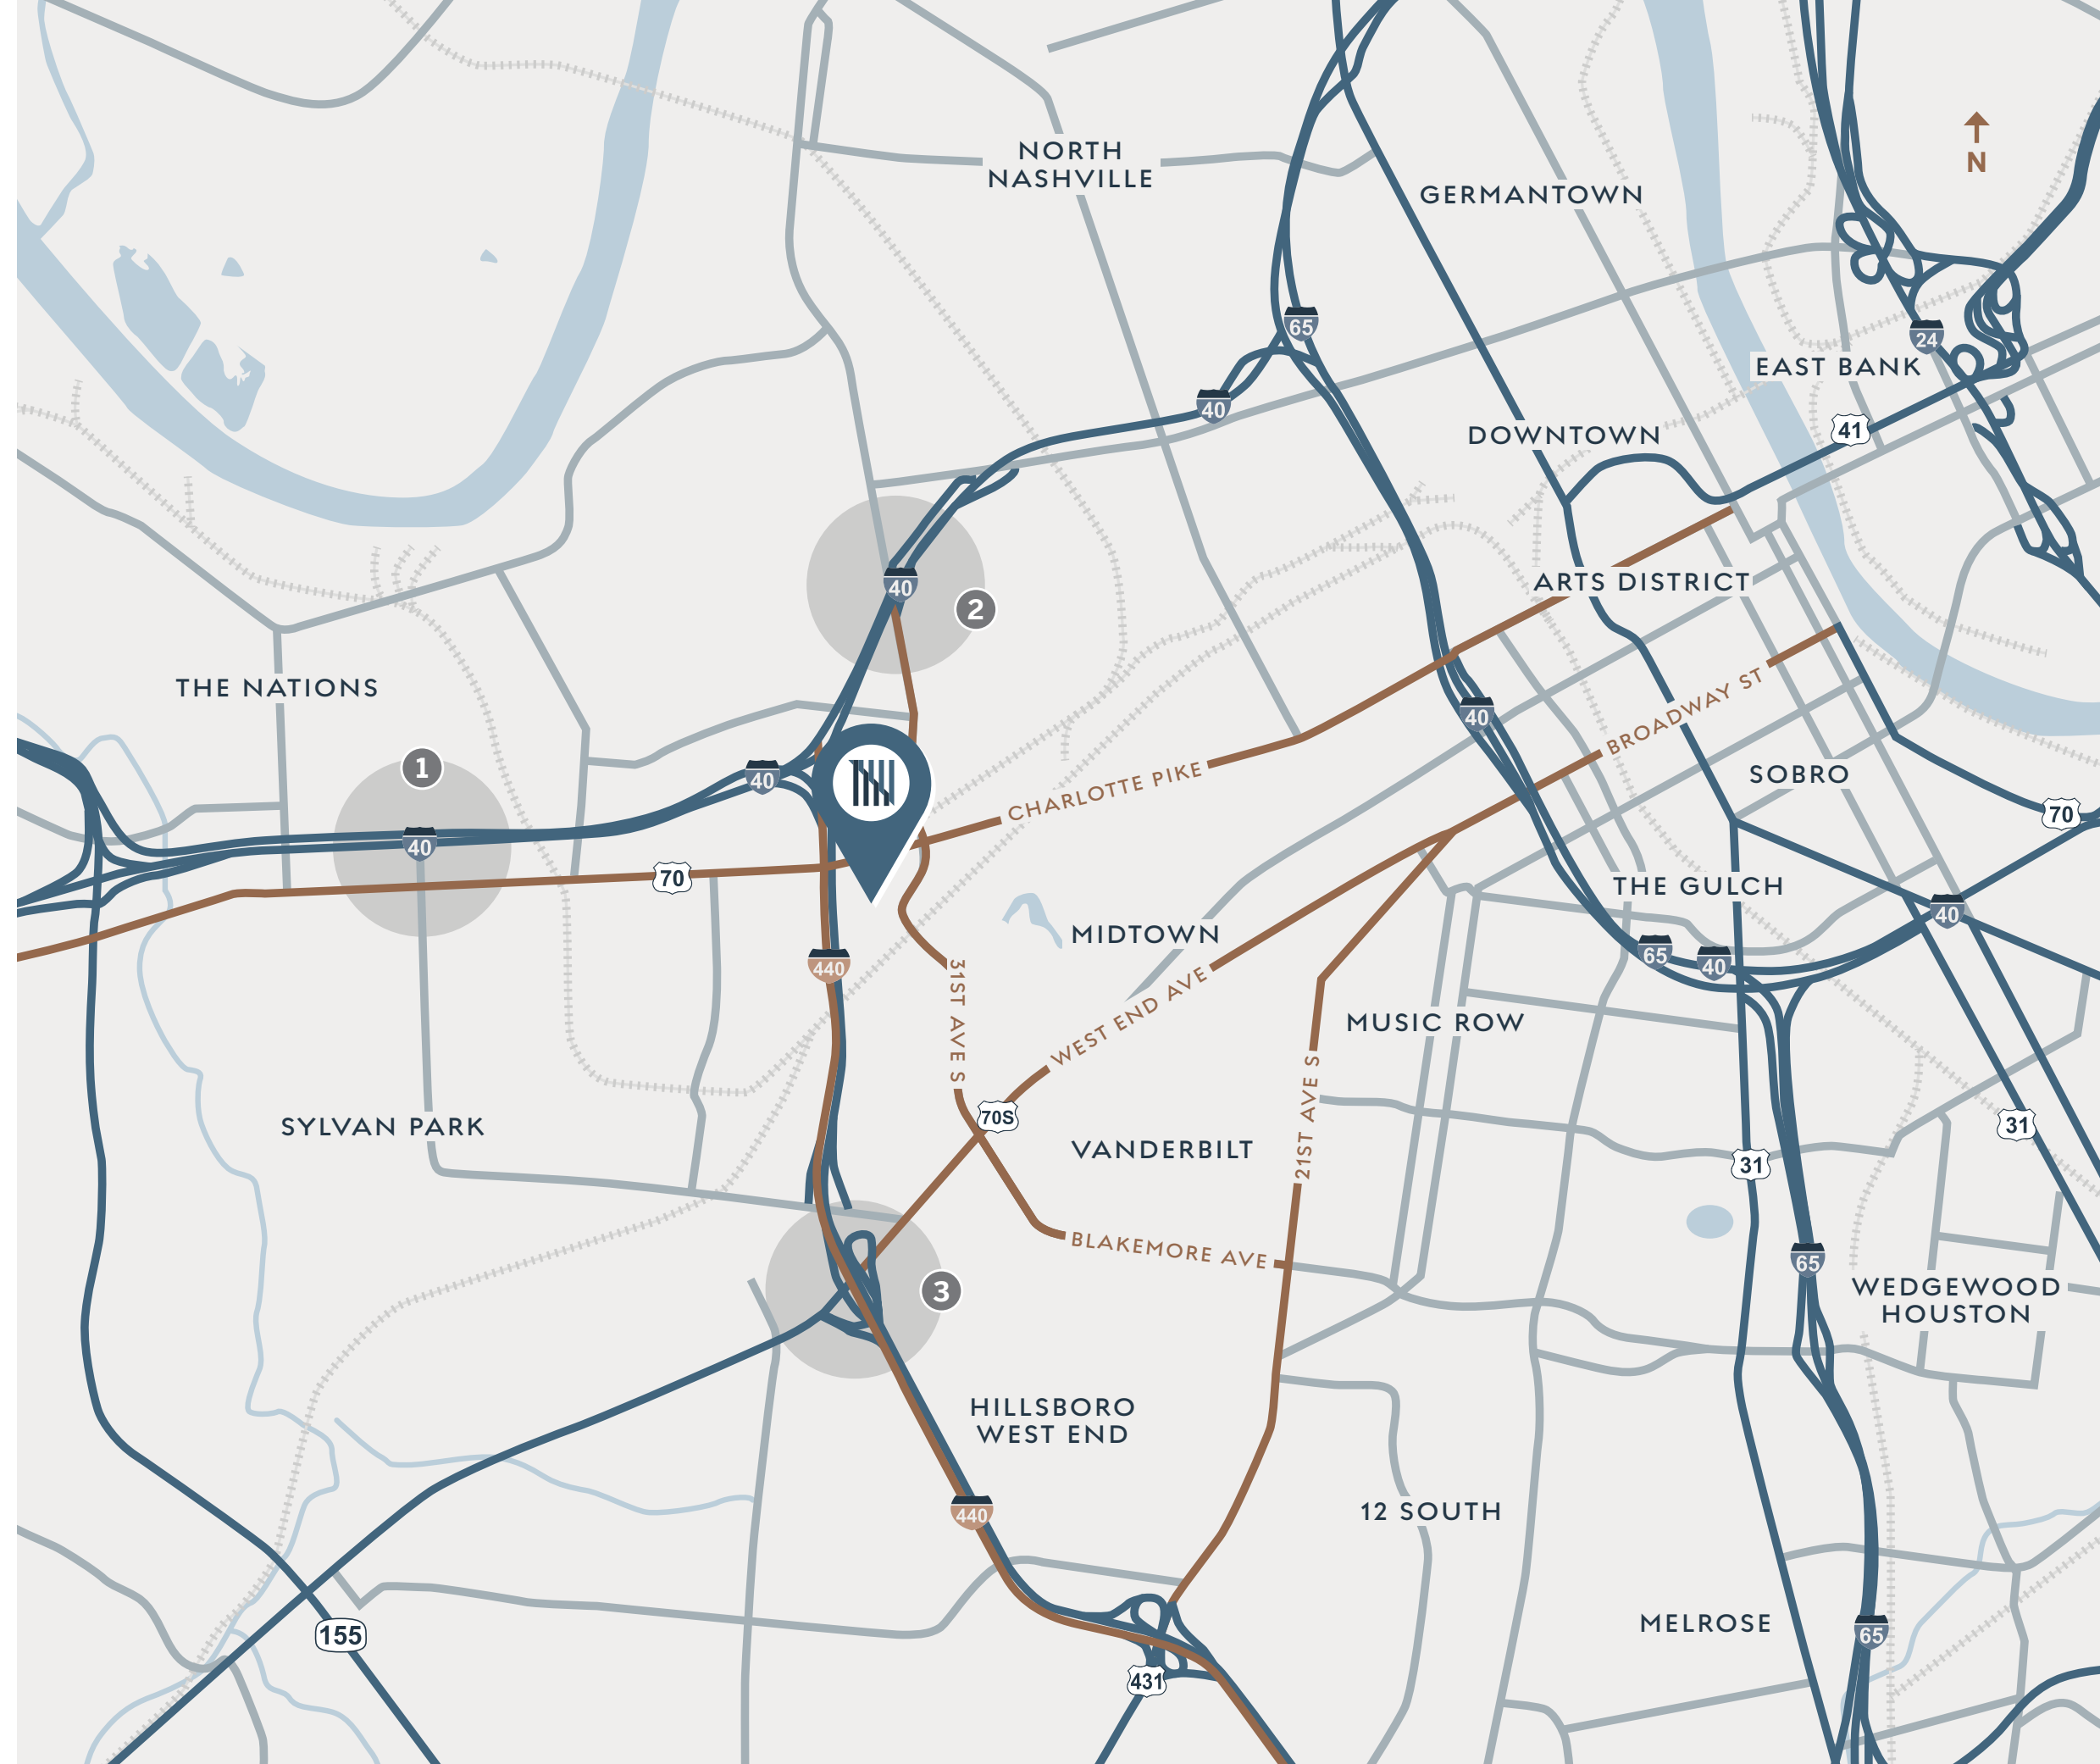 NORTH
NASHVILLE
GERMANTOWN
N
65
24
EAST BANK
40
41
DOWNTOWN
40
2
ARTS DISTRICT
THE NATIONS
BROADWAY ST
40
1
40
CHARLOTTE PIKE
SOBRO
70
40
70
THE GULCH
40
MIDTOWN
65
40
440
31ST AVE S
WEST END AVE
MUSIC ROW
SYLVAN PARK
70S
21ST AVE S
VANDERBILT
31
31
BLAKEMORE AVE
65
3
WEDGEWOOD
HOUSTON
HILLSBORO
WEST END
440
12 SOUTH
155
MELROSE
65
431